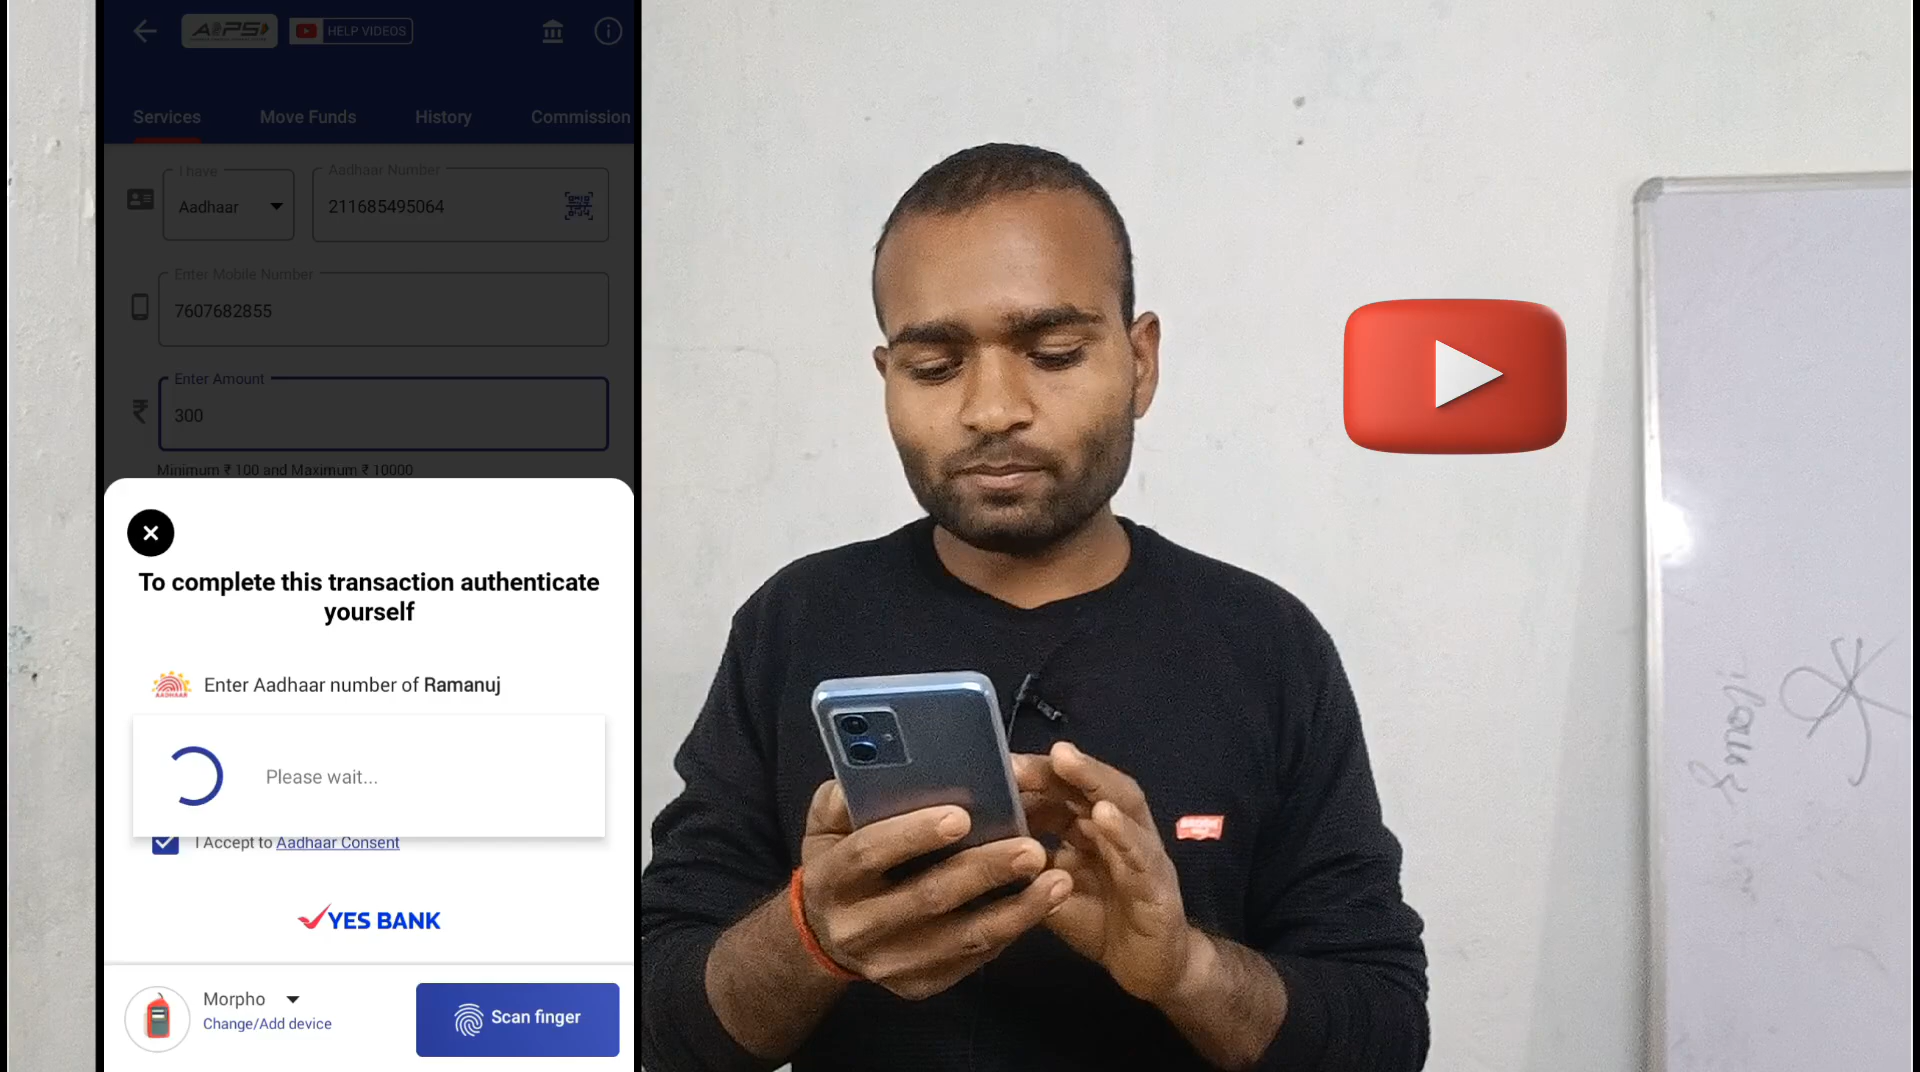 AePS
HELP VIDEOS
Services
Move Funds
History
Commission
I have
Aadhaar
Aadhaar Number
211685495064
Enter Mobile Number
7607682855
Enter Amount
₹
300
Minimum ₹ 100 and Maximum ₹ 10000
To complete this transaction authenticate
yourself
AADHAAR
Enter Aadhaar number of Ramanuj
Please wait...
I Accept to Aadhaar Consent
YES BANK
Morpho
Change/Add device
Scan finger